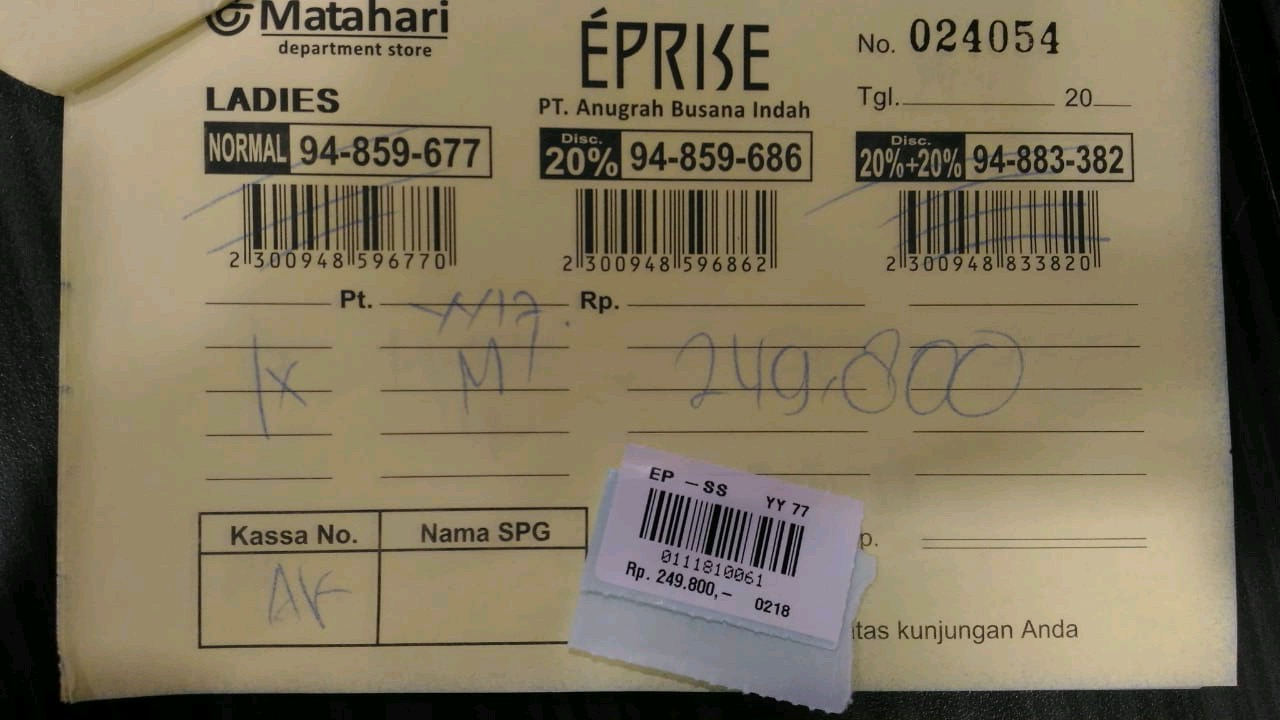 Matahari
department store
ÉPRISE
PT. Anugrah Busana Indah
No. 024054
Tgl. 20
LADIES
NORMAL 94-859-677
Disc. 20% 94-859-686
Disc. 20%+20% 94-883-382
2 300948 596770
2 300948 596862
2 300948 833820
Pt. Rp.
1x M 249.800
EP - SS YY 77
0111810061
Rp. 249.800,- 0218
Kassa No. Nama SPG
p.
itas kunjungan Anda